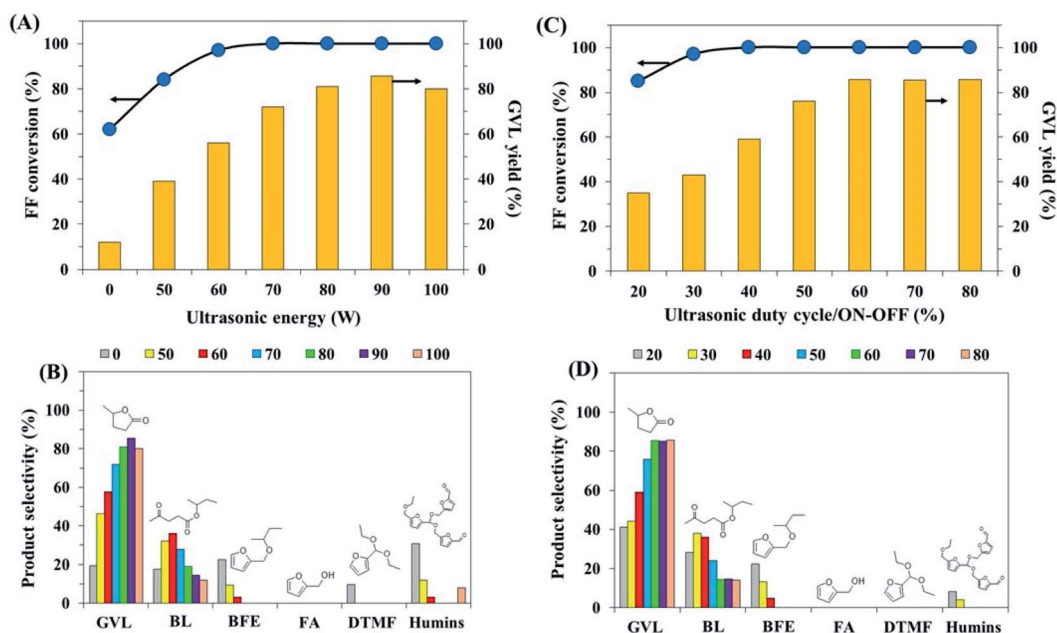 (A)
FF conversion (%)
100
80
60
40
20
0
0 50 60 70 80 90 100
Ultrasonic energy (W)
100
80
60
40
20
0
GVL yield (%)
(C)
FF conversion (%)
100
80
60
40
20
0
20 30 40 50 60 70 80
Ultrasonic duty cycle/ON-OFF (%)
100
80
60
40
20
0
GVL yield (%)
0 50 60 70 80 90 100
(B)
Product selectivity (%)
100
80
60
40
20
0
O
O
O
O
O
O
O
OH
O
O
O
O
O
O
O
O
O
O
O
O
GVL BL BFE FA DTMF Humins
20 30 40 50 60 70 80
(D)
Product selectivity (%)
100
80
60
40
20
0
O
O
O
O
O
O
O
O
OH
O
O
O
O
O
O
O
O
O
O
O
GVL BL BFE FA DTMF Humins